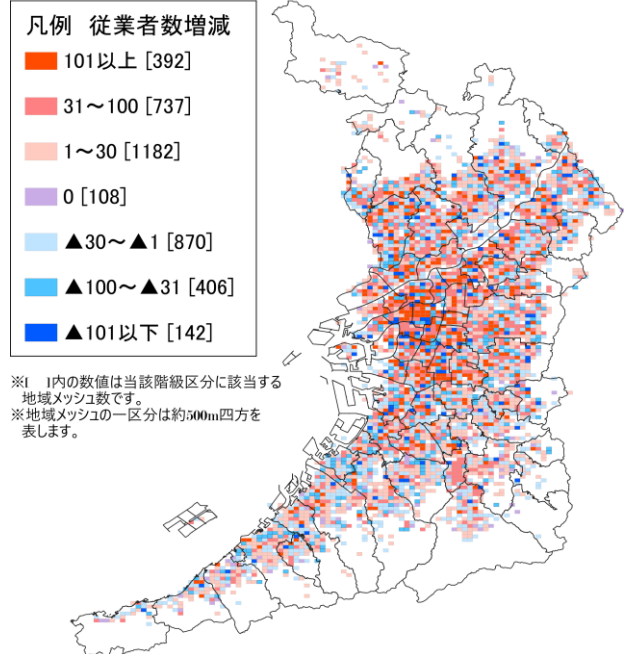 凡例 従業者数増減
101以上 [392]
31～100 [737]
1～30 [1182]
0 [108]
▲30～▲1 [870]
▲100～▲31 [406]
▲101以下 [142]
※[ ]内の数値は当該階級区分に該当する
地域メッシュ数です。
※地域メッシュの一区分は約500m四方を
表します。